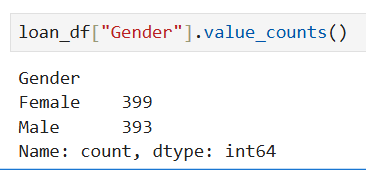 loan_df["Gender"].value_counts()
Gender
Female    399
Male      393
Name: count, dtype: int64